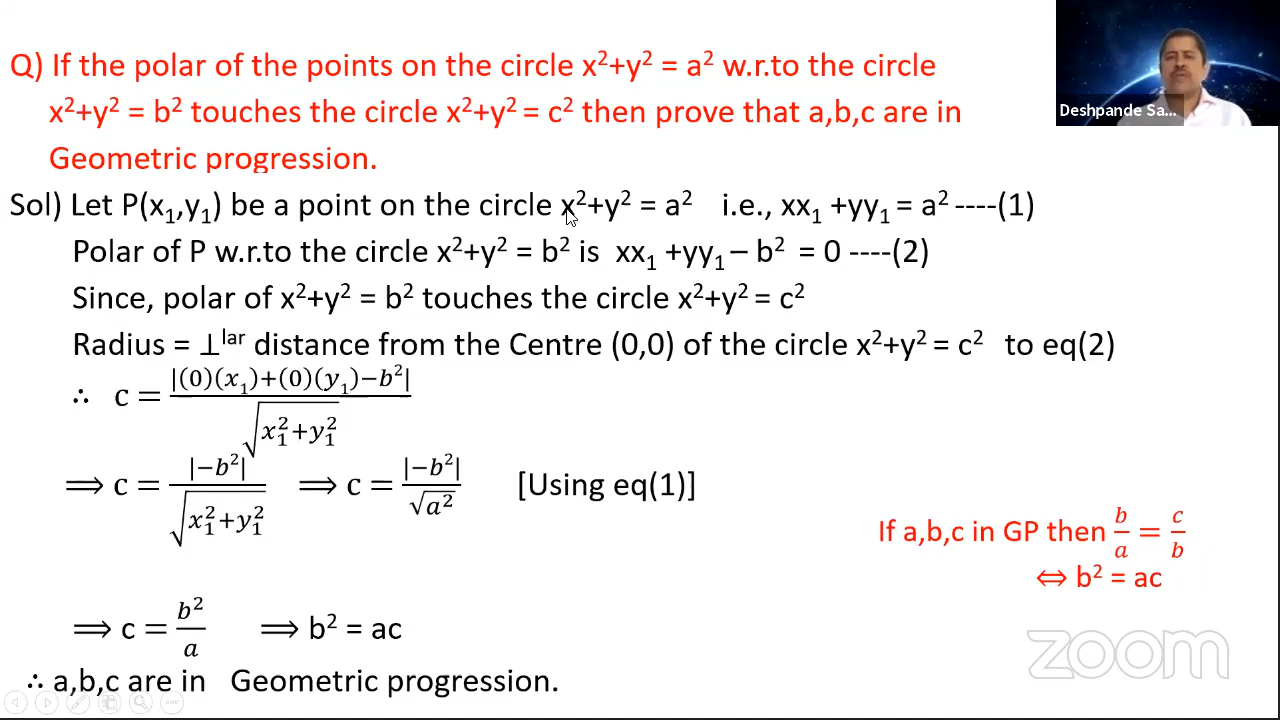 Q) If the polar of the points on the circle x²+y² = a² w.r.to the circle
x²+y² = b² touches the circle x²+y² = c² then prove that a,b,c are in
Geometric progression.
Deshpande Sa...
Sol) Let P(x₁,y₁) be a point on the circle x²+y² = a² i.e., xx₁ +yy₁ = a² ----(1)
Polar of P w.r.to the circle x²+y² = b² is xx₁ +yy₁ – b² = 0 ----(2)
Since, polar of x²+y² = b² touches the circle x²+y² = c²
Radius = ⊥ˡᵃʳ distance from the Centre (0,0) of the circle x²+y² = c² to eq(2)
∴ c = |(0)(x₁)+(0)(y₁)−b²| / √(x₁²+y₁²)
⟹ c = |−b²| / √(x₁²+y₁²) ⟹ c = |−b²| / √a² [Using eq(1)]
If a,b,c in GP then b/a = c/b
⇔ b² = ac
⟹ c = b²/a ⟹ b² = ac
∴ a,b,c are in Geometric progression.
zoom